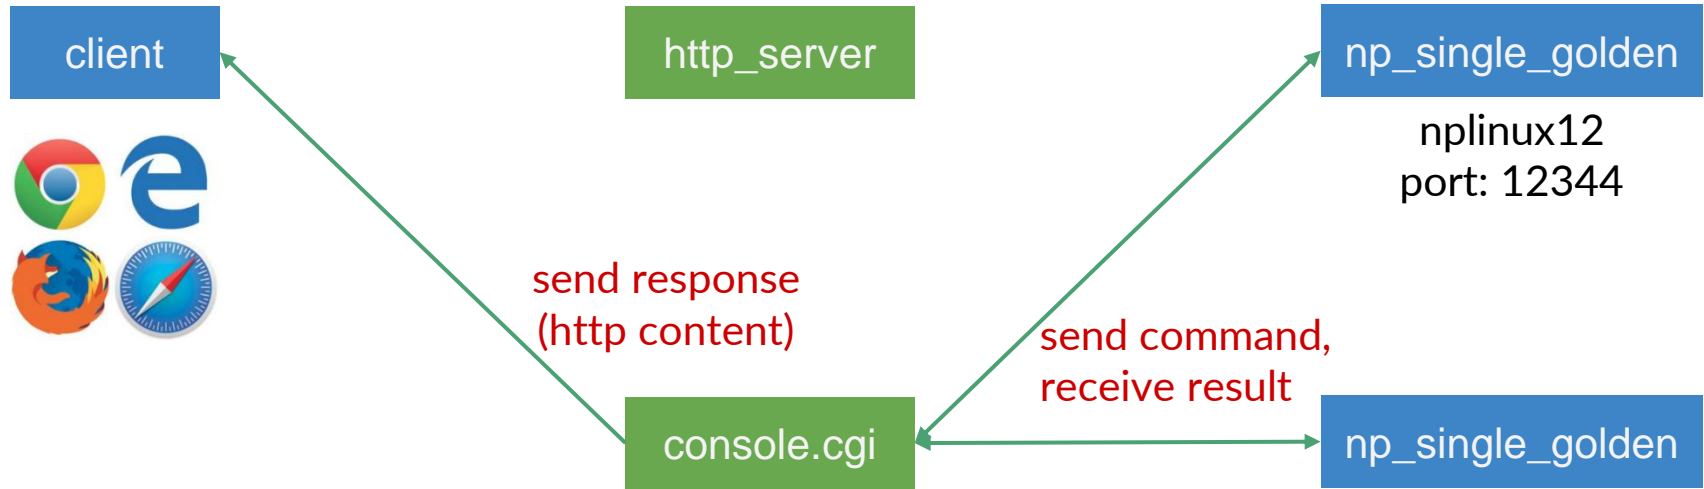 client
http_server
np_single_golden
nplinux12
port: 12344
send response
(http content)
send command,
receive result
console.cgi
np_single_golden